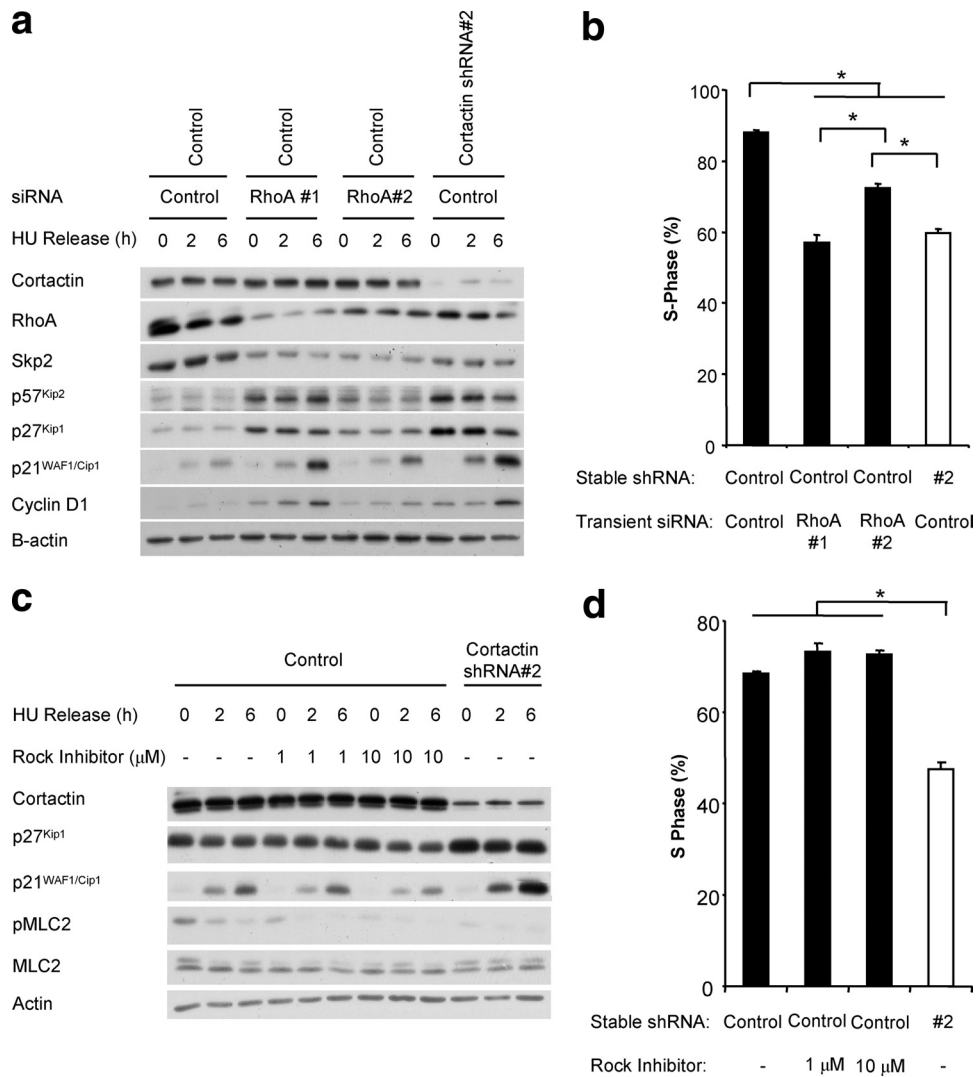 a
Control
Control
Control
Cortactin shRNA#2
siRNA Control RhoA #1 RhoA#2 Control
HU Release (h) 0 2 6 0 2 6 0 2 6 0 2 6
Cortactin
RhoA
Skp2
p57Kip2
p27Kip1
p21WAF1/Cip1
Cyclin D1
B-actin
b
*
*
*
100
80
60
40
20
0
S-Phase (%)
Stable shRNA: Control Control Control #2
Transient siRNA: Control RhoA #1 RhoA #2 Control
c
Control
Cortactin
shRNA#2
HU Release (h) 0 2 6 0 2 6 0 2 6 0 2 6
Rock Inhibitor (µM) - - - 1 1 1 10 10 10 - - -
Cortactin
p27Kip1
p21WAF1/Cip1
pMLC2
MLC2
Actin
d
*
80
60
40
20
0
S Phase (%)
Stable shRNA: Control Control Control #2
Rock Inhibitor: - 1 µM 10 µM -